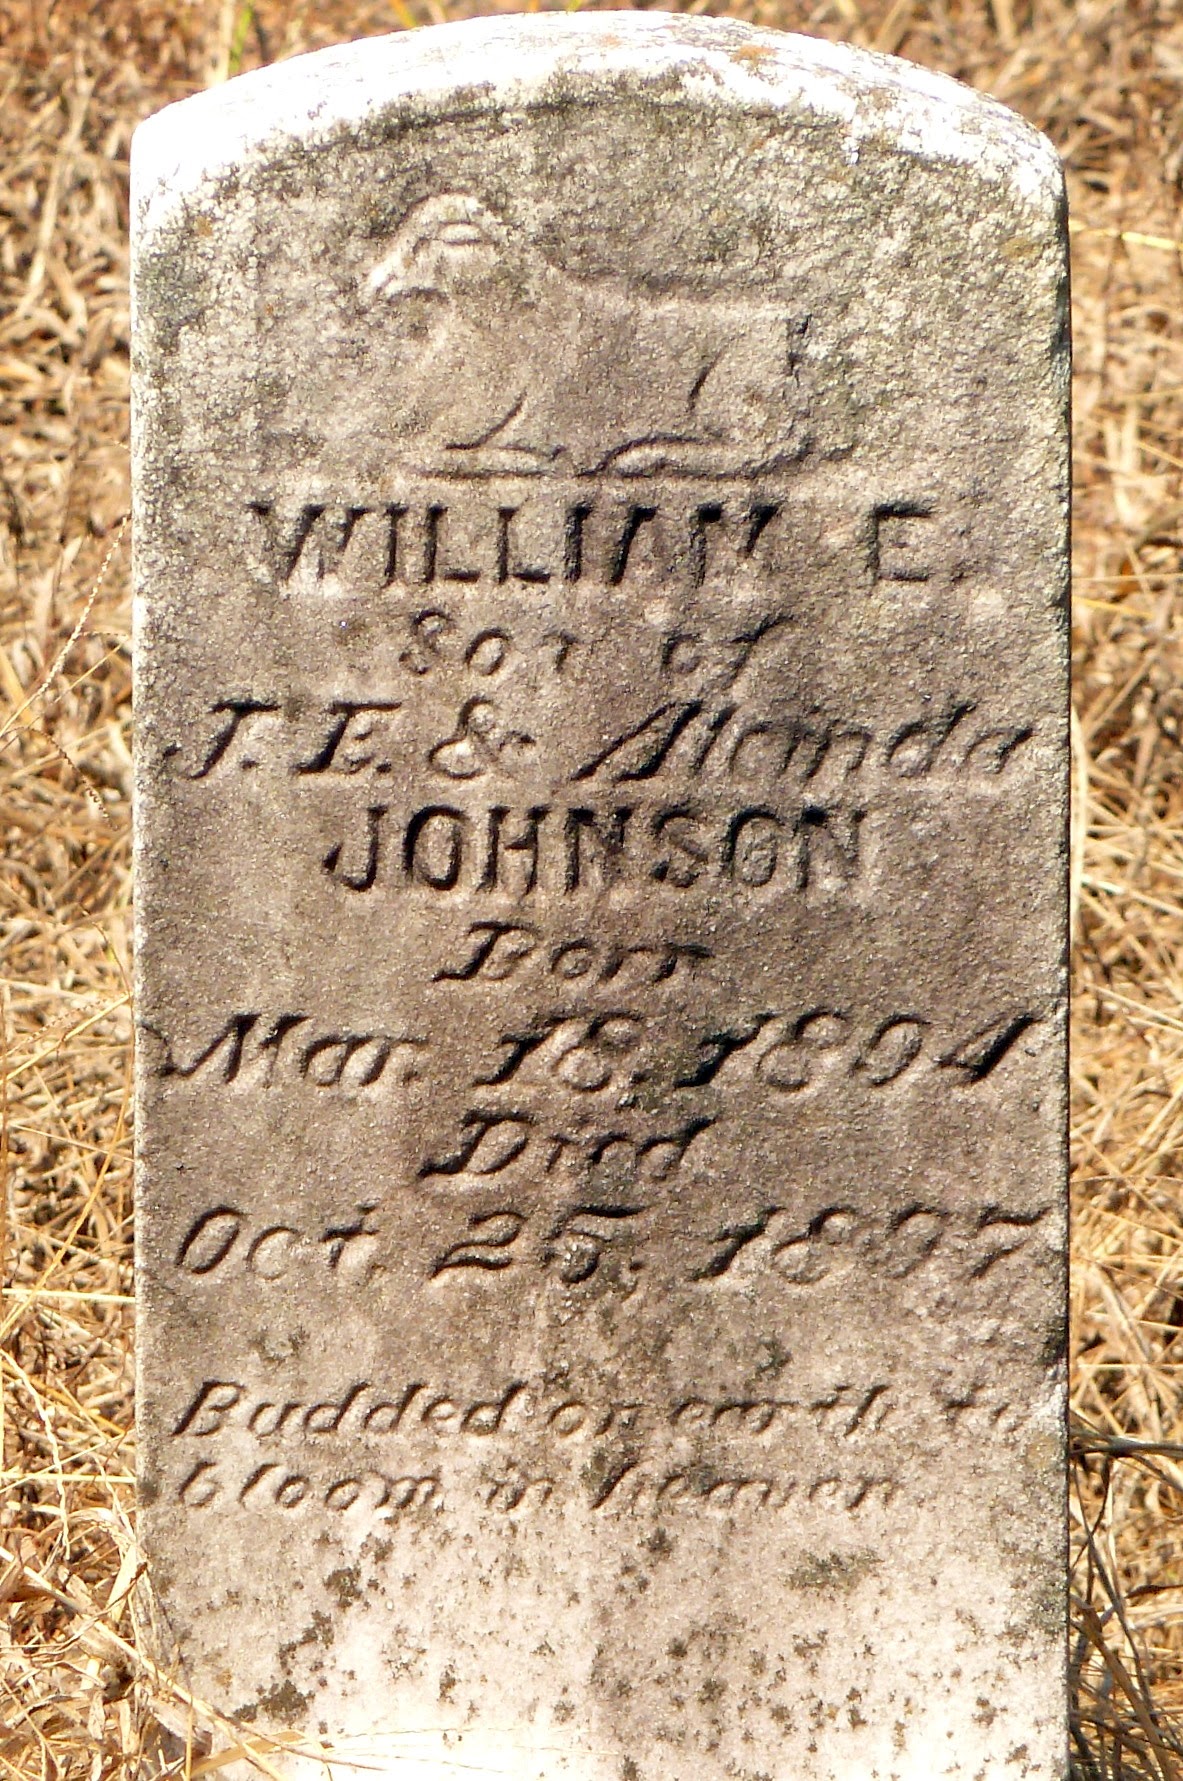 WILLIAM E.
Son of
J. E. & Alcinda
JOHNSON
Born
Mar. 18, 1894.
Died
Oct. 25, 1897
Budded on earth to
bloom in heaven